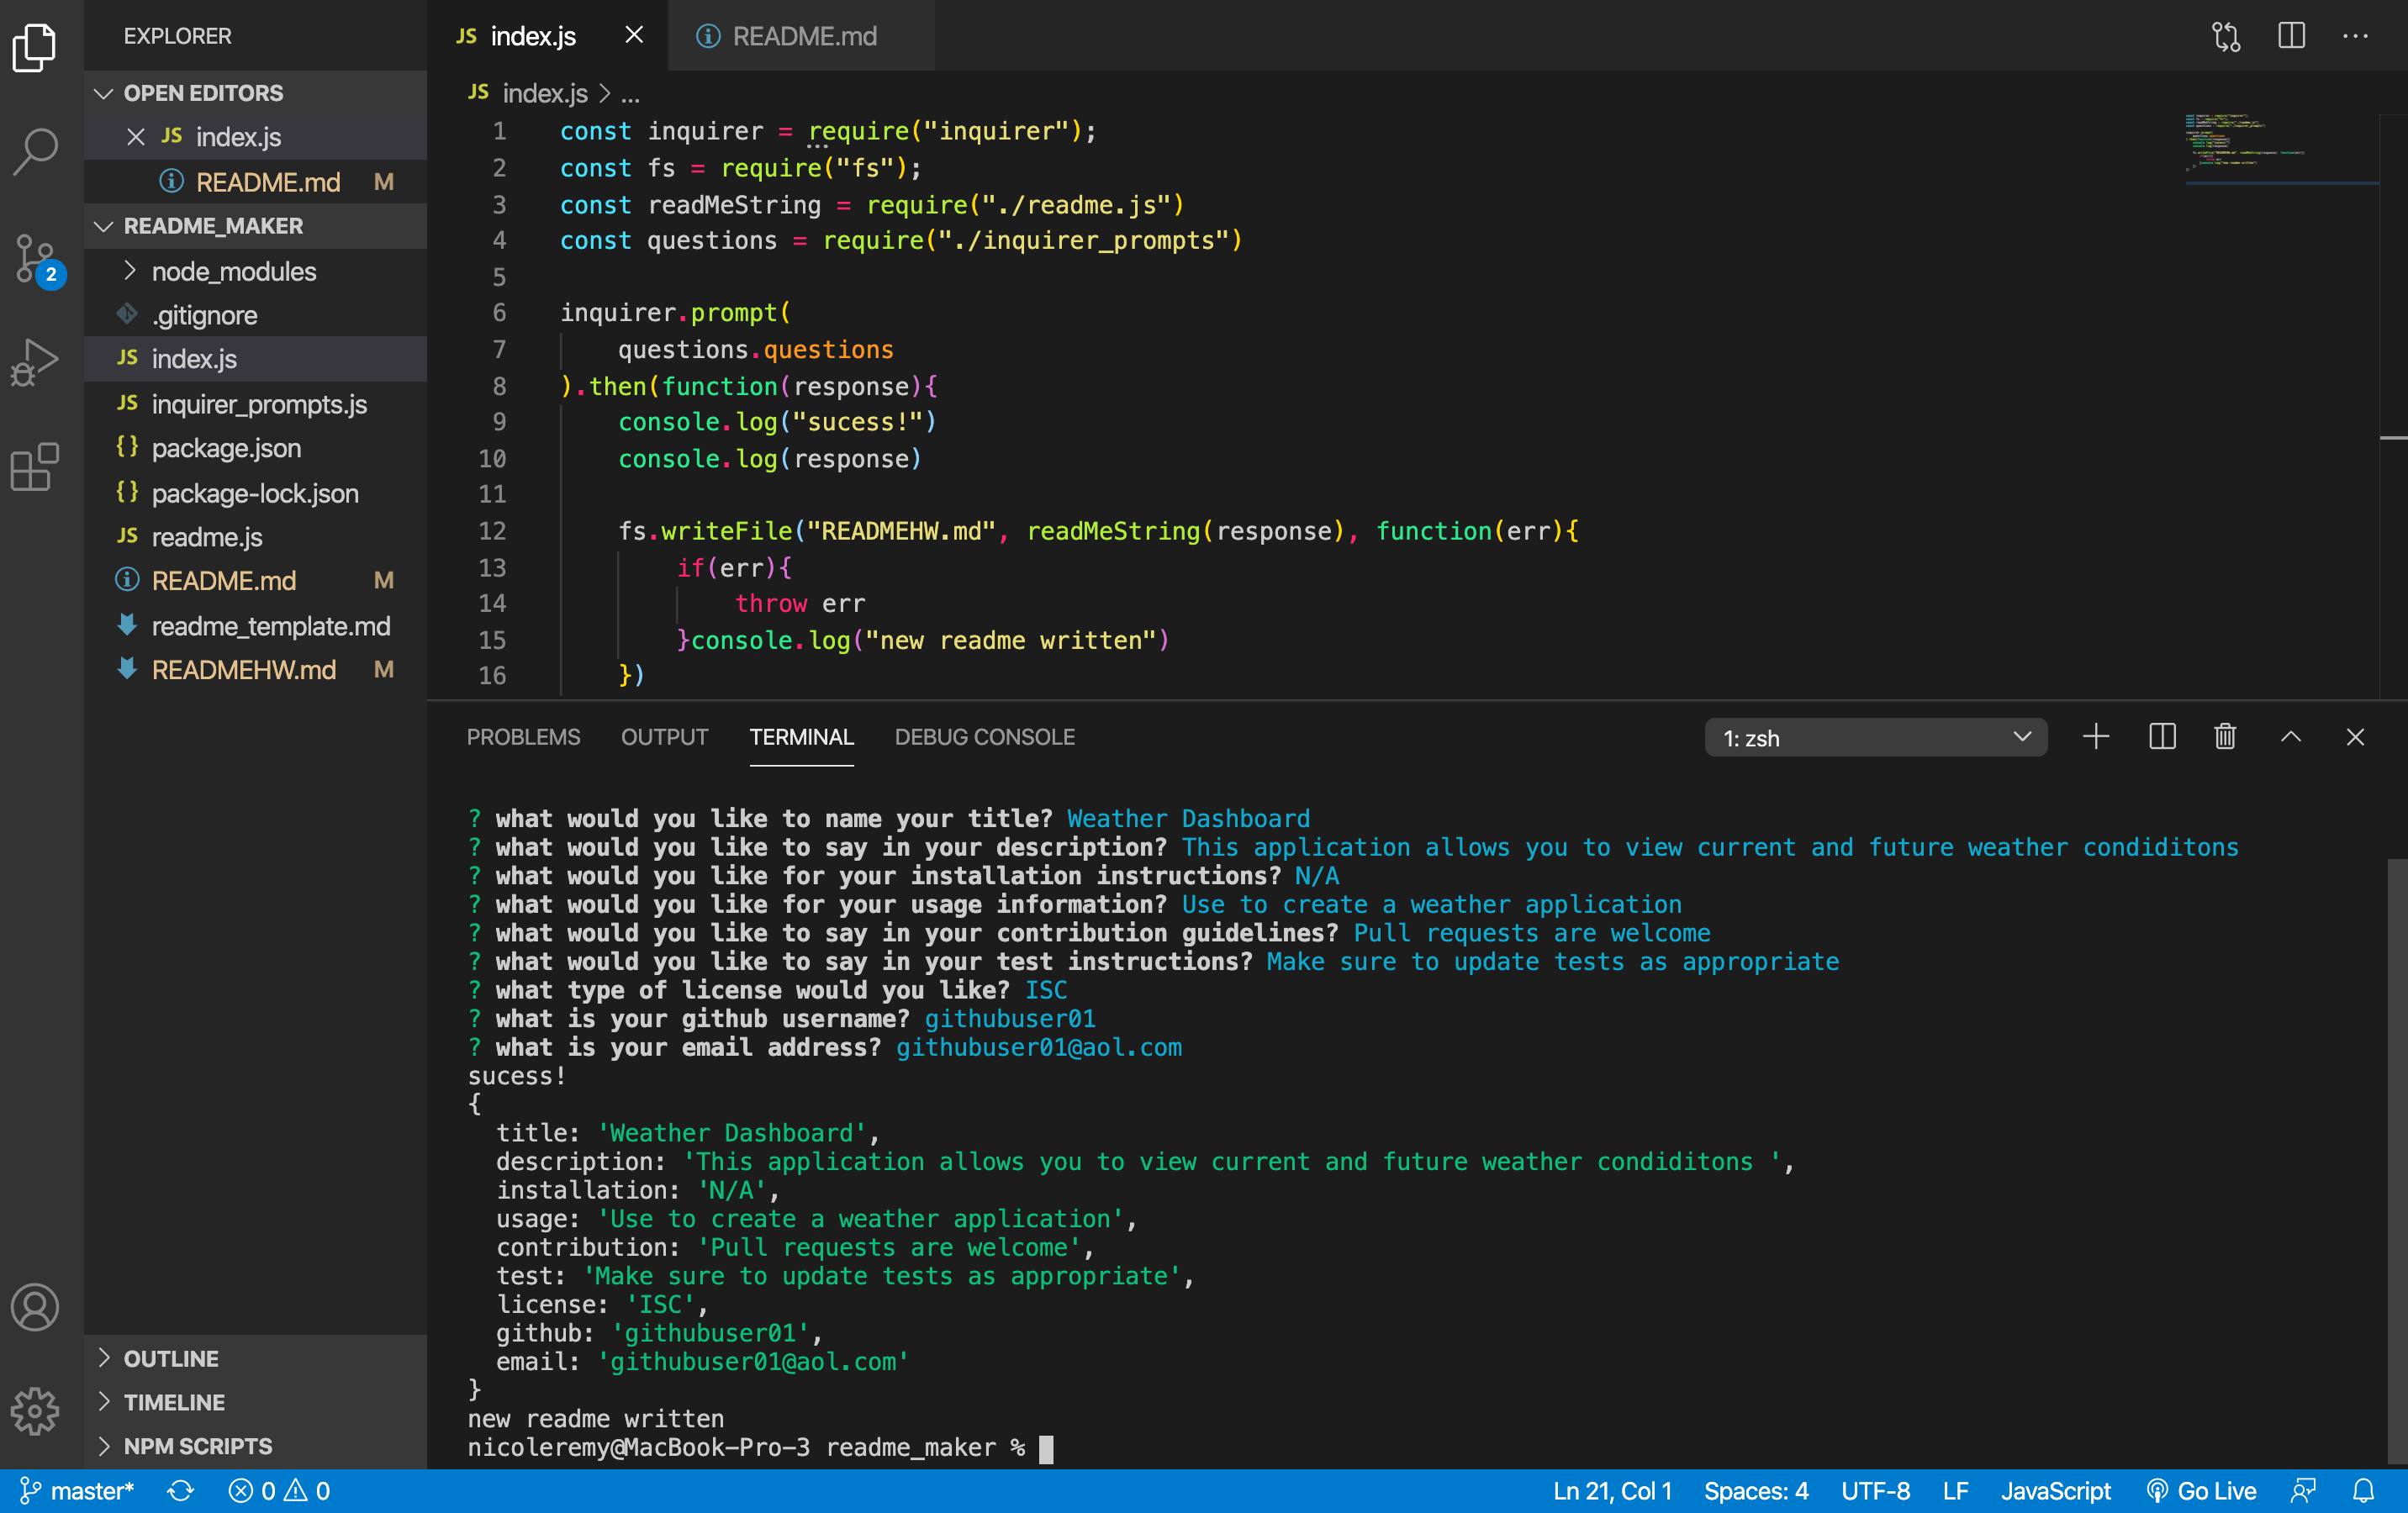 EXPLORER
OPEN EDITORS
JS index.js
README.md M
README_MAKER
node_modules
.gitignore
JS index.js
JS inquirer_prompts.js
{} package.json
{} package-lock.json
JS readme.js
README.md M
readme_template.md
READMEHW.md M
OUTLINE
TIMELINE
NPM SCRIPTS
2
JS index.js
README.md
JS index.js > ...
1 const inquirer = require("inquirer");
2 const fs = require("fs");
3 const readMeString = require("./readme.js")
4 const questions = require("./inquirer_prompts")
5
6 inquirer.prompt(
7 questions.questions
8 ).then(function(response){
9 console.log("sucess!")
10 console.log(response)
11
12 fs.writeFile("READMEHW.md", readMeString(response), function(err){
13 if(err){
14 throw err
15 }console.log("new readme written")
16 })
PROBLEMS OUTPUT TERMINAL DEBUG CONSOLE 1: zsh
? what would you like to name your title? Weather Dashboard
? what would you like to say in your description? This application allows you to view current and future weather condiditons
? what would you like for your installation instructions? N/A
? what would you like for your usage information? Use to create a weather application
? what would you like to say in your contribution guidelines? Pull requests are welcome
? what would you like to say in your test instructions? Make sure to update tests as appropriate
? what type of license would you like? ISC
? what is your github username? githubuser01
? what is your email address? githubuser01@aol.com
sucess!
{
title: 'Weather Dashboard',
description: 'This application allows you to view current and future weather condiditons ',
installation: 'N/A',
usage: 'Use to create a weather application',
contribution: 'Pull requests are welcome',
test: 'Make sure to update tests as appropriate',
license: 'ISC',
github: 'githubuser01',
email: 'githubuser01@aol.com'
}
new readme written
nicoleremy@MacBook-Pro-3 readme_maker %
master* 0 0 Ln 21, Col 1 Spaces: 4 UTF-8 LF JavaScript Go Live